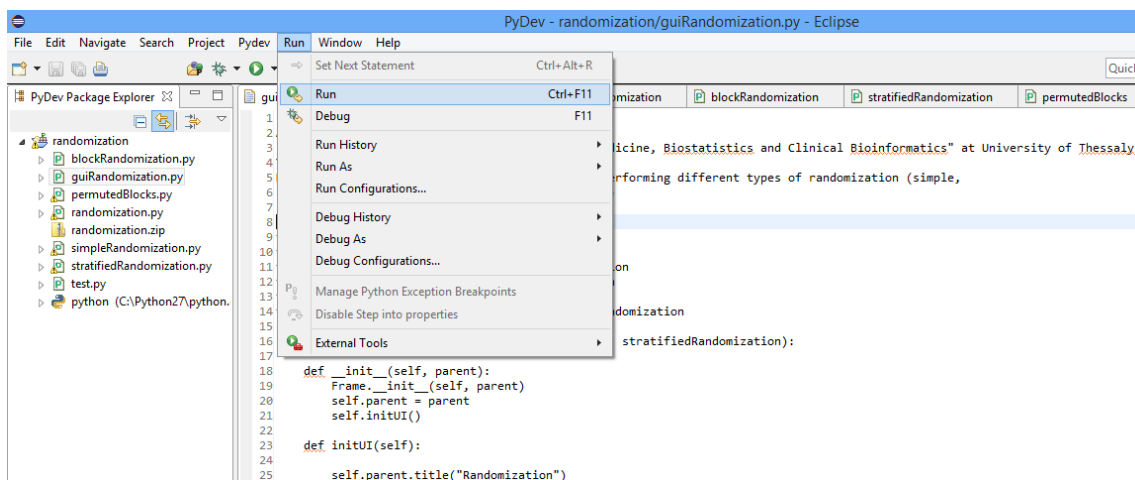 PyDev - randomization/guiRandomization.py - Eclipse
File Edit Navigate Search Project Pydev Run Window Help
Quic
PyDev Package Explorer
randomization
blockRandomization.py
guiRandomization.py
permutedBlocks.py
randomization.py
randomization.zip
simpleRandomization.py
stratifiedRandomization.py
test.py
python (C:\Python27\python.
Set Next Statement Ctrl+Alt+R
Run Ctrl+F11
Debug F11
Run History
Run As
Run Configurations...
Debug History
Debug As
Debug Configurations...
Manage Python Exception Breakpoints
Disable Step into properties
External Tools
gui omization blockRandomization stratifiedRandomization permutedBlocks
1
2
3 licine, Biostatistics and Clinical Bioinformatics" at University of Thessaly
4
5 erforming different types of randomization (simple,
6
7
8
9
10
11 on
12
13
14 domization
15
16 stratifiedRandomization):
17
18 def __init__(self, parent):
19 Frame.__init__(self, parent)
20 self.parent = parent
21 self.initUI()
22
23 def initUI(self):
24
25 self.parent.title("Randomization")